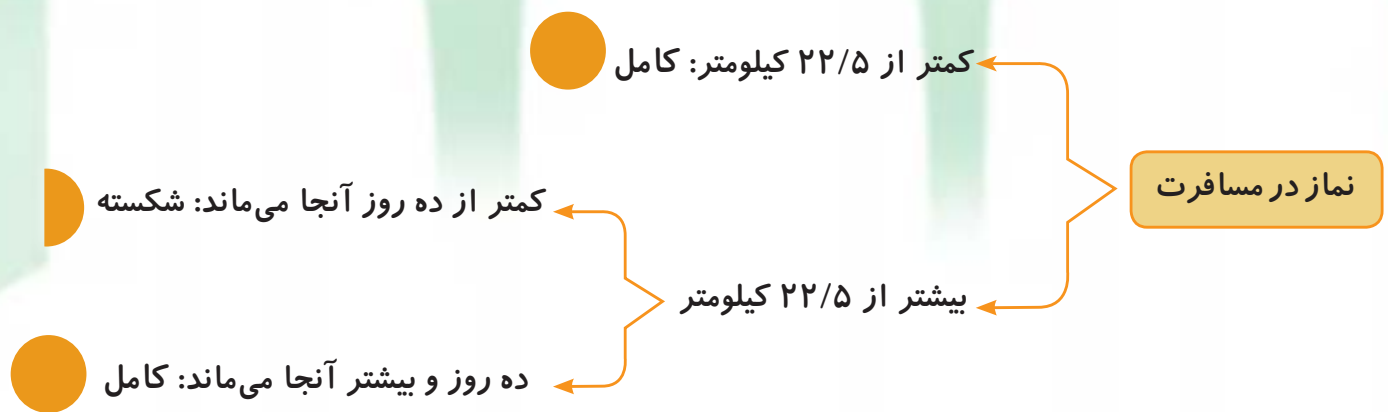 نماز در مسافرت
کمتر از ۲۲/۵ کیلومتر: کامل
بیشتر از ۲۲/۵ کیلومتر
کمتر از ده روز آنجا می‌ماند: شکسته
ده روز و بیشتر آنجا می‌ماند: کامل